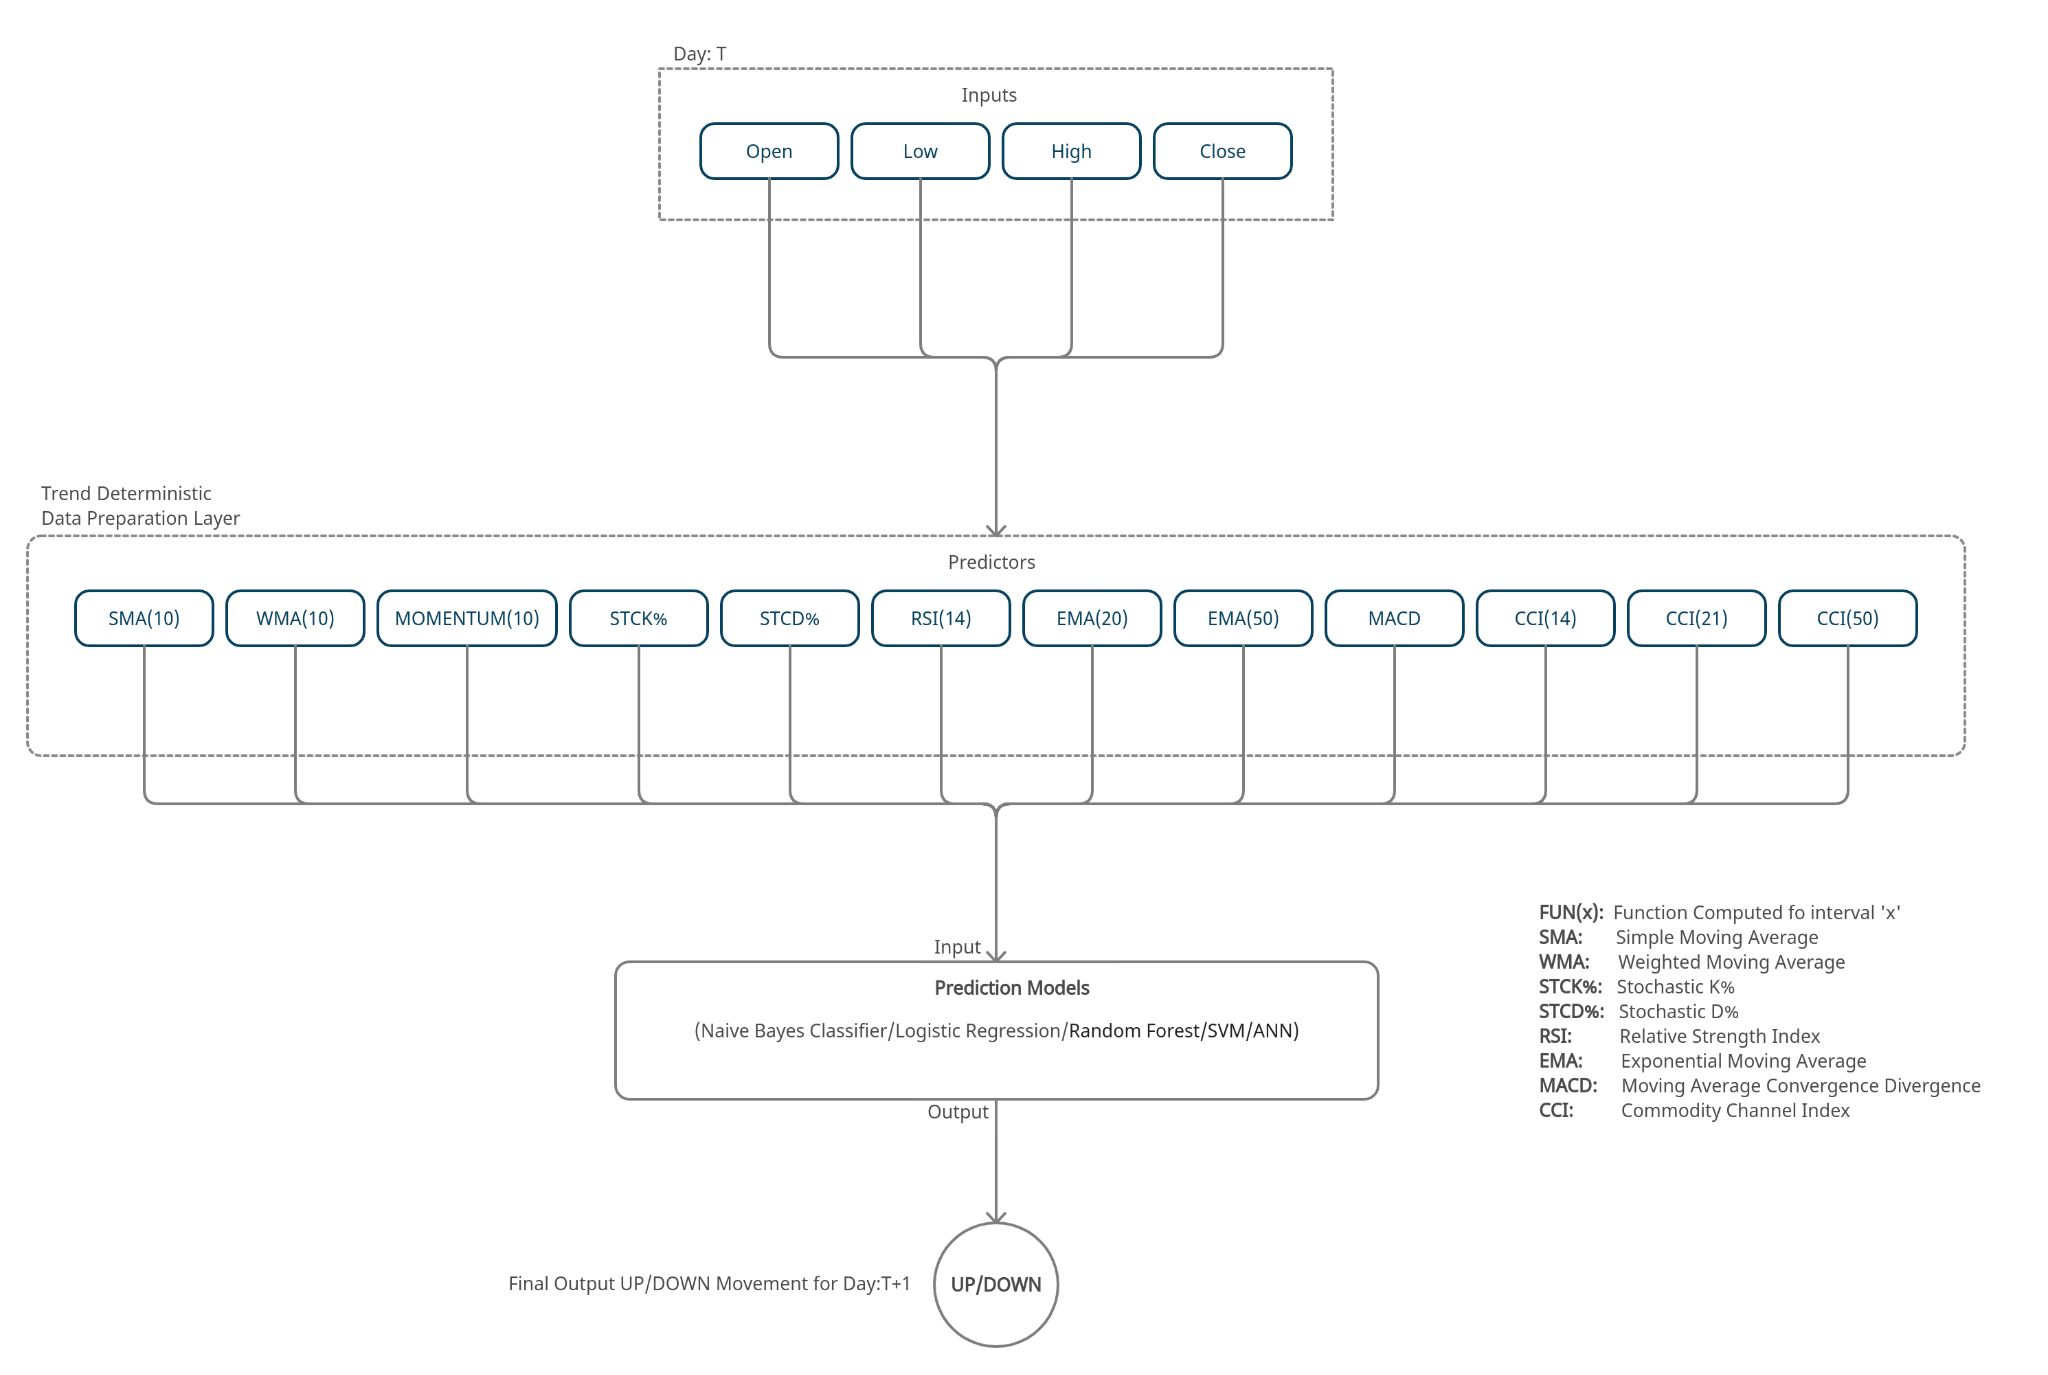 Day: T
Inputs
Open Low High Close
Trend Deterministic
Data Preparation Layer
Predictors
SMA(10) WMA(10) MOMENTUM(10) STCK% STCD% RSI(14) EMA(20) EMA(50) MACD CCI(14) CCI(21) CCI(50)
Input
Prediction Models
(Naive Bayes Classifier/Logistic Regression/Random Forest/SVM/ANN)
Output
Final Output UP/DOWN Movement for Day:T+1
UP/DOWN
FUN(x): Function Computed fo interval 'x'
SMA: Simple Moving Average
WMA: Weighted Moving Average
STCK%: Stochastic K%
STCD%: Stochastic D%
RSI: Relative Strength Index
EMA: Exponential Moving Average
MACD: Moving Average Convergence Divergence
CCI: Commodity Channel Index